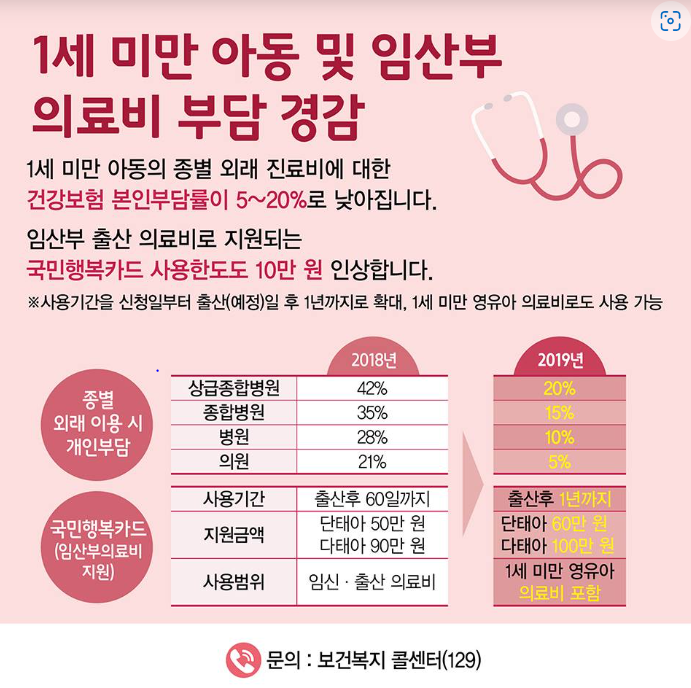 1세 미만 아동 및 임산부
의료비 부담 경감
1세 미만 아동의 종별 외래 진료비에 대한
건강보험 본인부담률이 5~20%로 낮아집니다.
임산부 출산 의료비로 지원되는
국민행복카드 사용한도도 10만 원 인상합니다.
※사용기간을 신청일부터 출산(예정)일 후 1년까지로 확대, 1세 미만 영유아 의료비로도 사용 가능
2018년 2019년
종별
외래 이용 시
개인부담
상급종합병원 42% 20%
종합병원 35% 15%
병원 28% 10%
의원 21% 5%
국민행복카드
(임산부의료비
지원)
사용기간 출산후 60일까지 출산후 1년까지
지원금액 단태아 50만 원 단태아 60만 원
다태아 90만 원 다태아 100만 원
사용범위 임신·출산 의료비 1세 미만 영유아
의료비 포함
문의 : 보건복지 콜센터(129)